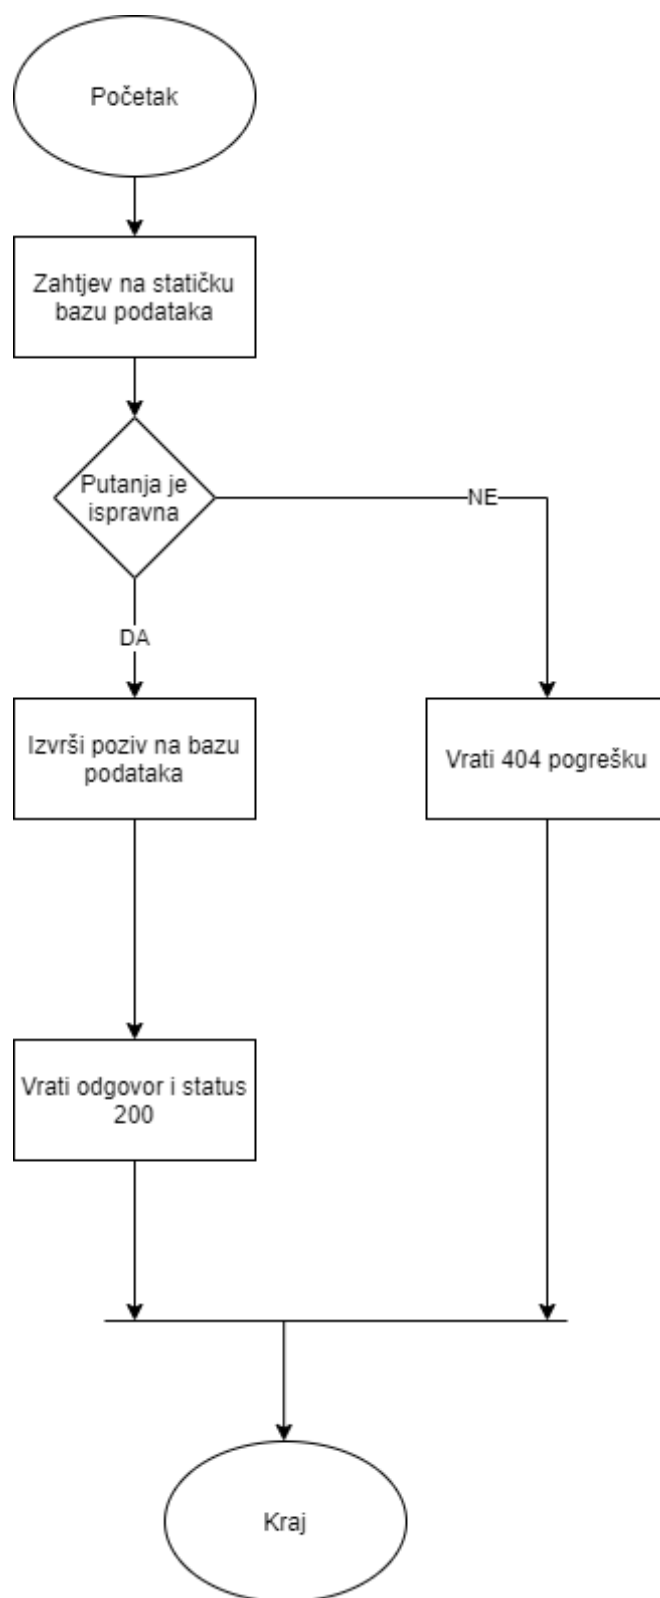 Početak
Zahtjev na statičku
bazu podataka
Putanja je
ispravna
NE
DA
Izvrši poziv na bazu
podataka
Vrati 404 pogrešku
Vrati odgovor i status
200
Kraj